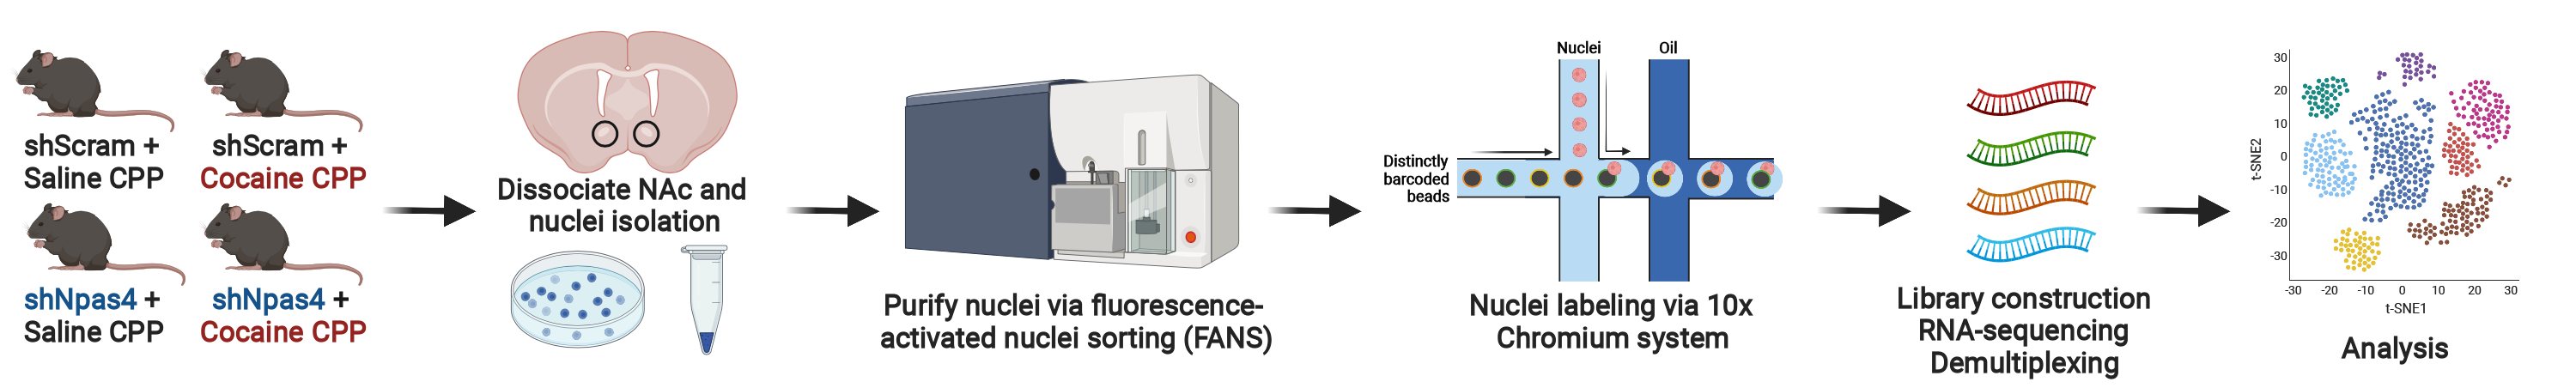 shScram +
Saline CPP
shScram +
Cocaine CPP
shNpas4 +
Saline CPP
shNpas4 +
Cocaine CPP
Dissociate NAc and
nuclei isolation
Purify nuclei via fluorescence-
activated nuclei sorting (FANS)
Nuclei
Oil
Distinctly
barcoded
beads
Nuclei labeling via 10x
Chromium system
Library construction
RNA-sequencing
Demultiplexing
t-SNE2
30
20
10
0
-10
-20
-30
-30 -20 -10 0 10 20 30
t-SNE1
Analysis